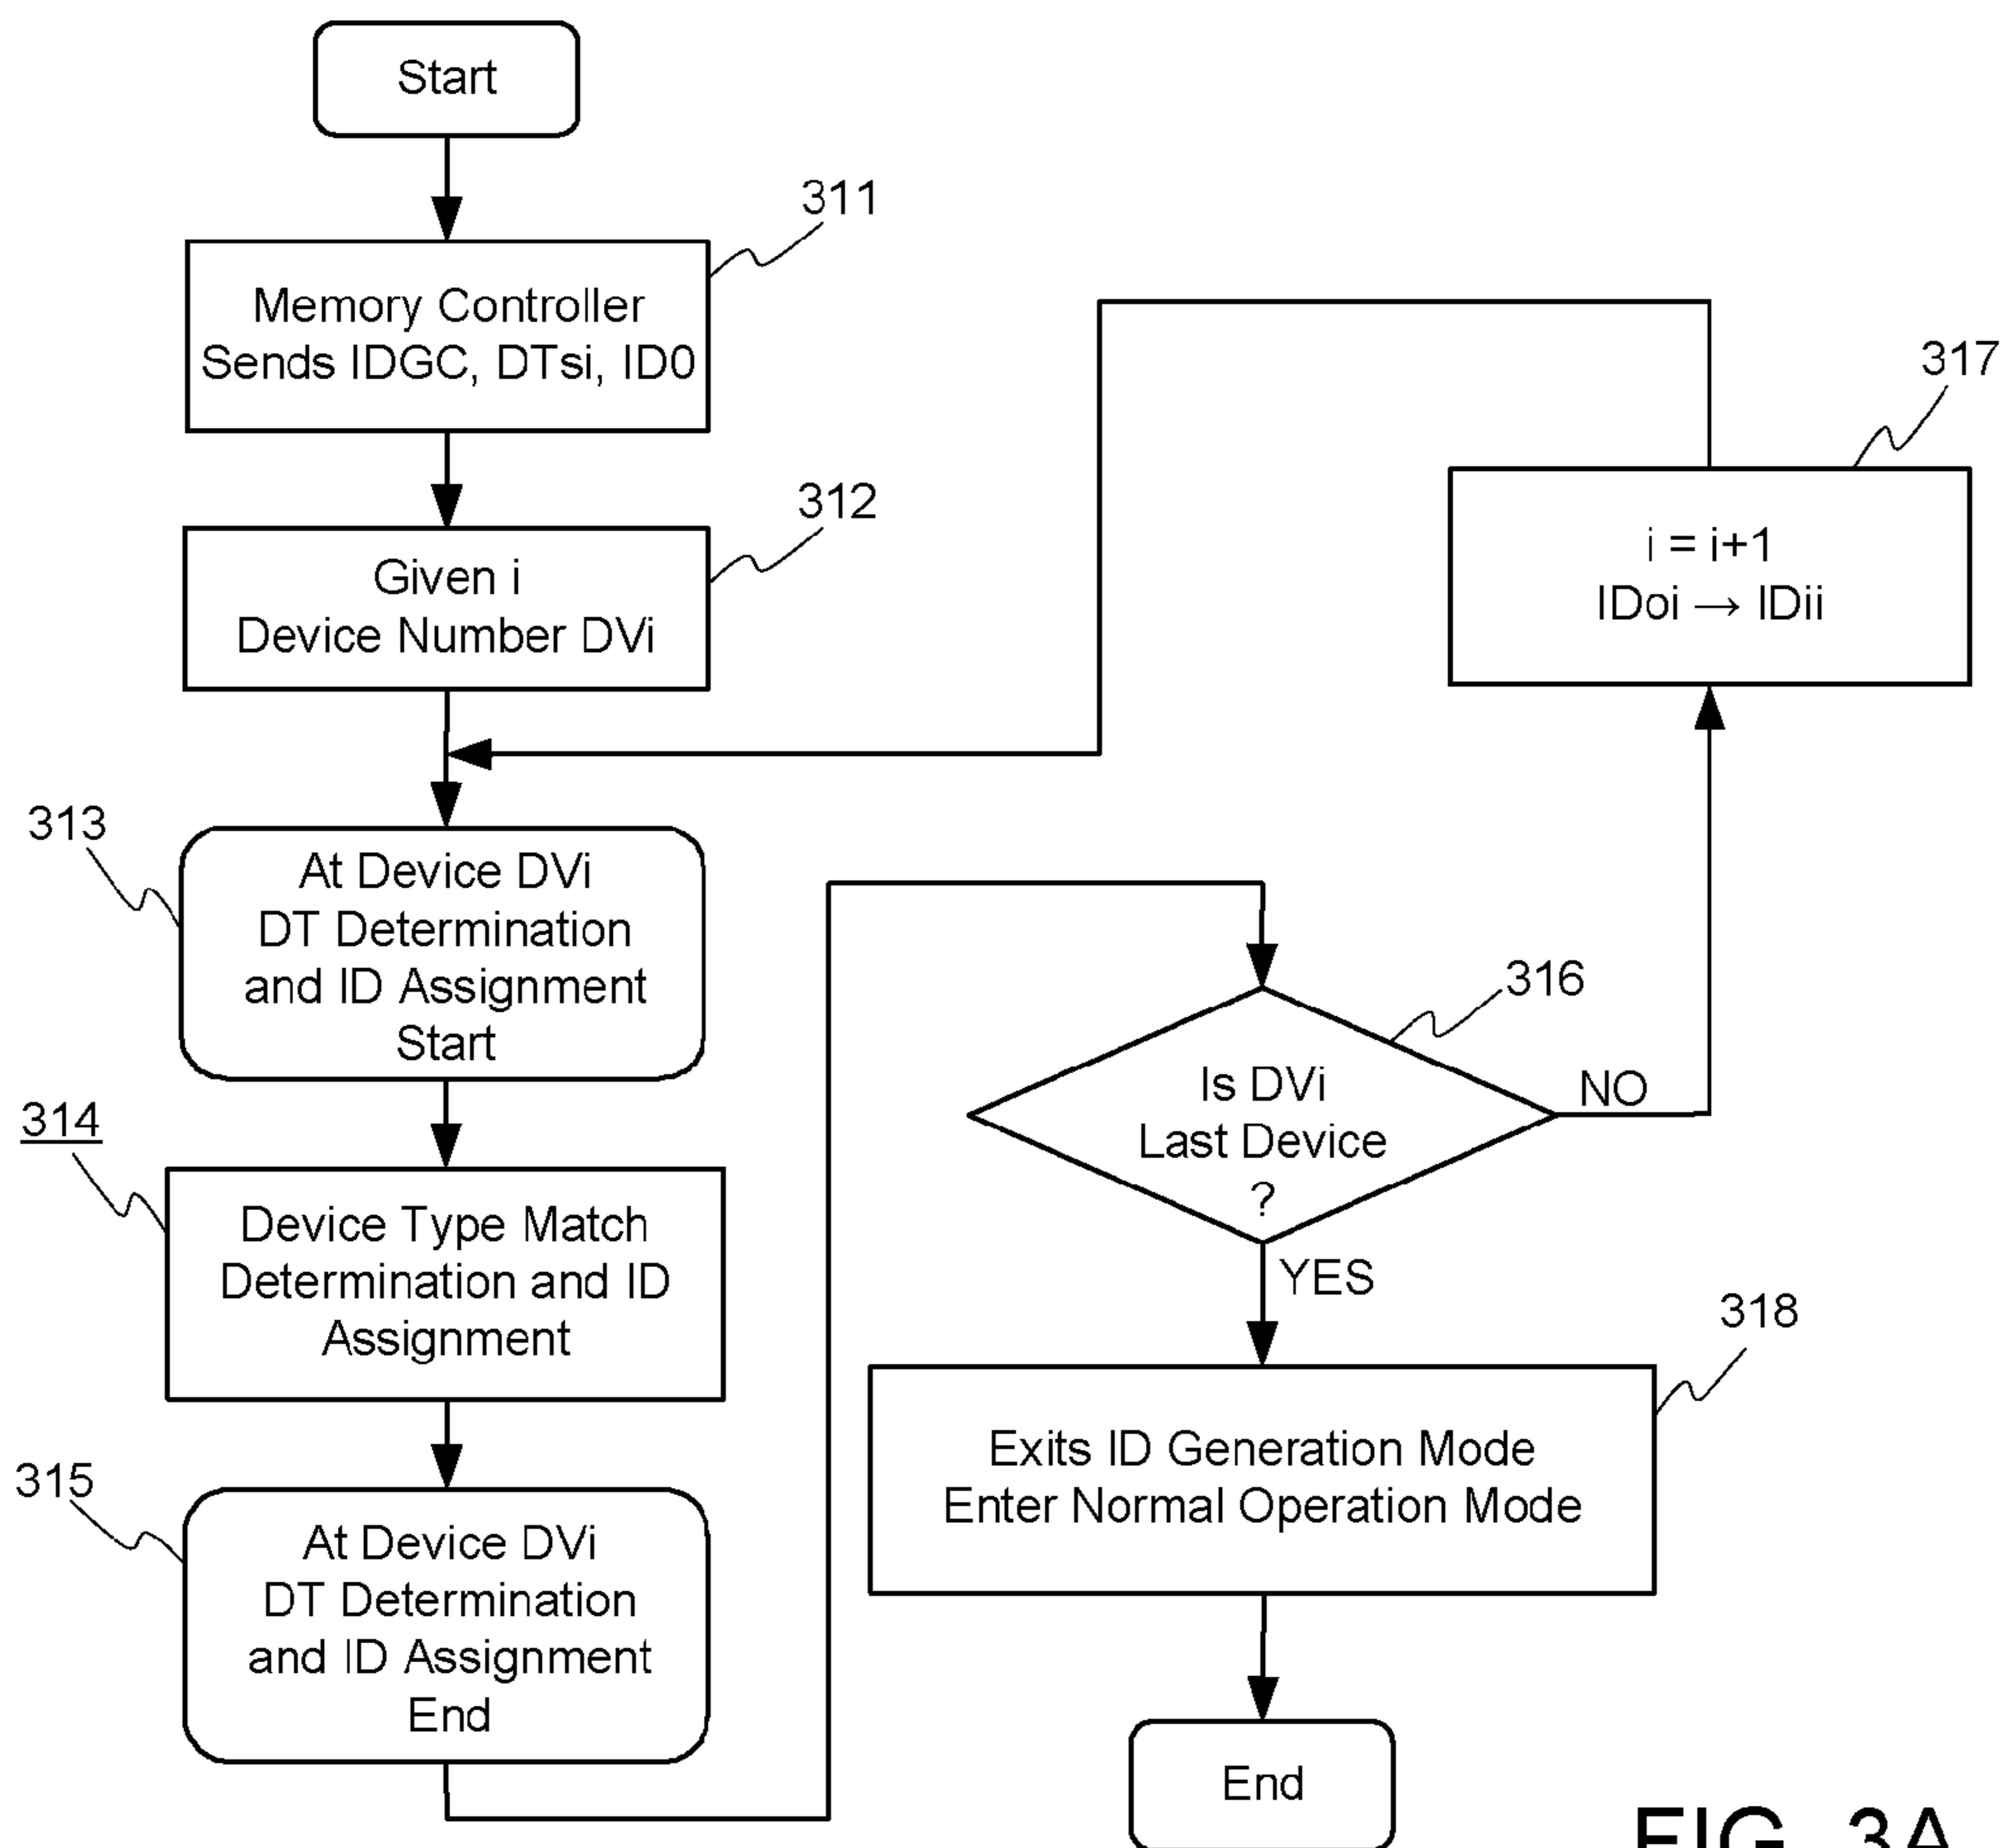 Start
311
Memory Controller
Sends IDGC, DTsi, ID0
312
Given i
Device Number DVi
313
At Device DVi
DT Determination
and ID Assignment
Start
314
Device Type Match
Determination and ID
Assignment
315
At Device DVi
DT Determination
and ID Assignment
End
316
Is DVi
Last Device
?
NO
YES
317
i = i+1
IDoi → IDii
318
Exits ID Generation Mode
Enter Normal Operation Mode
End
FIG. 3A